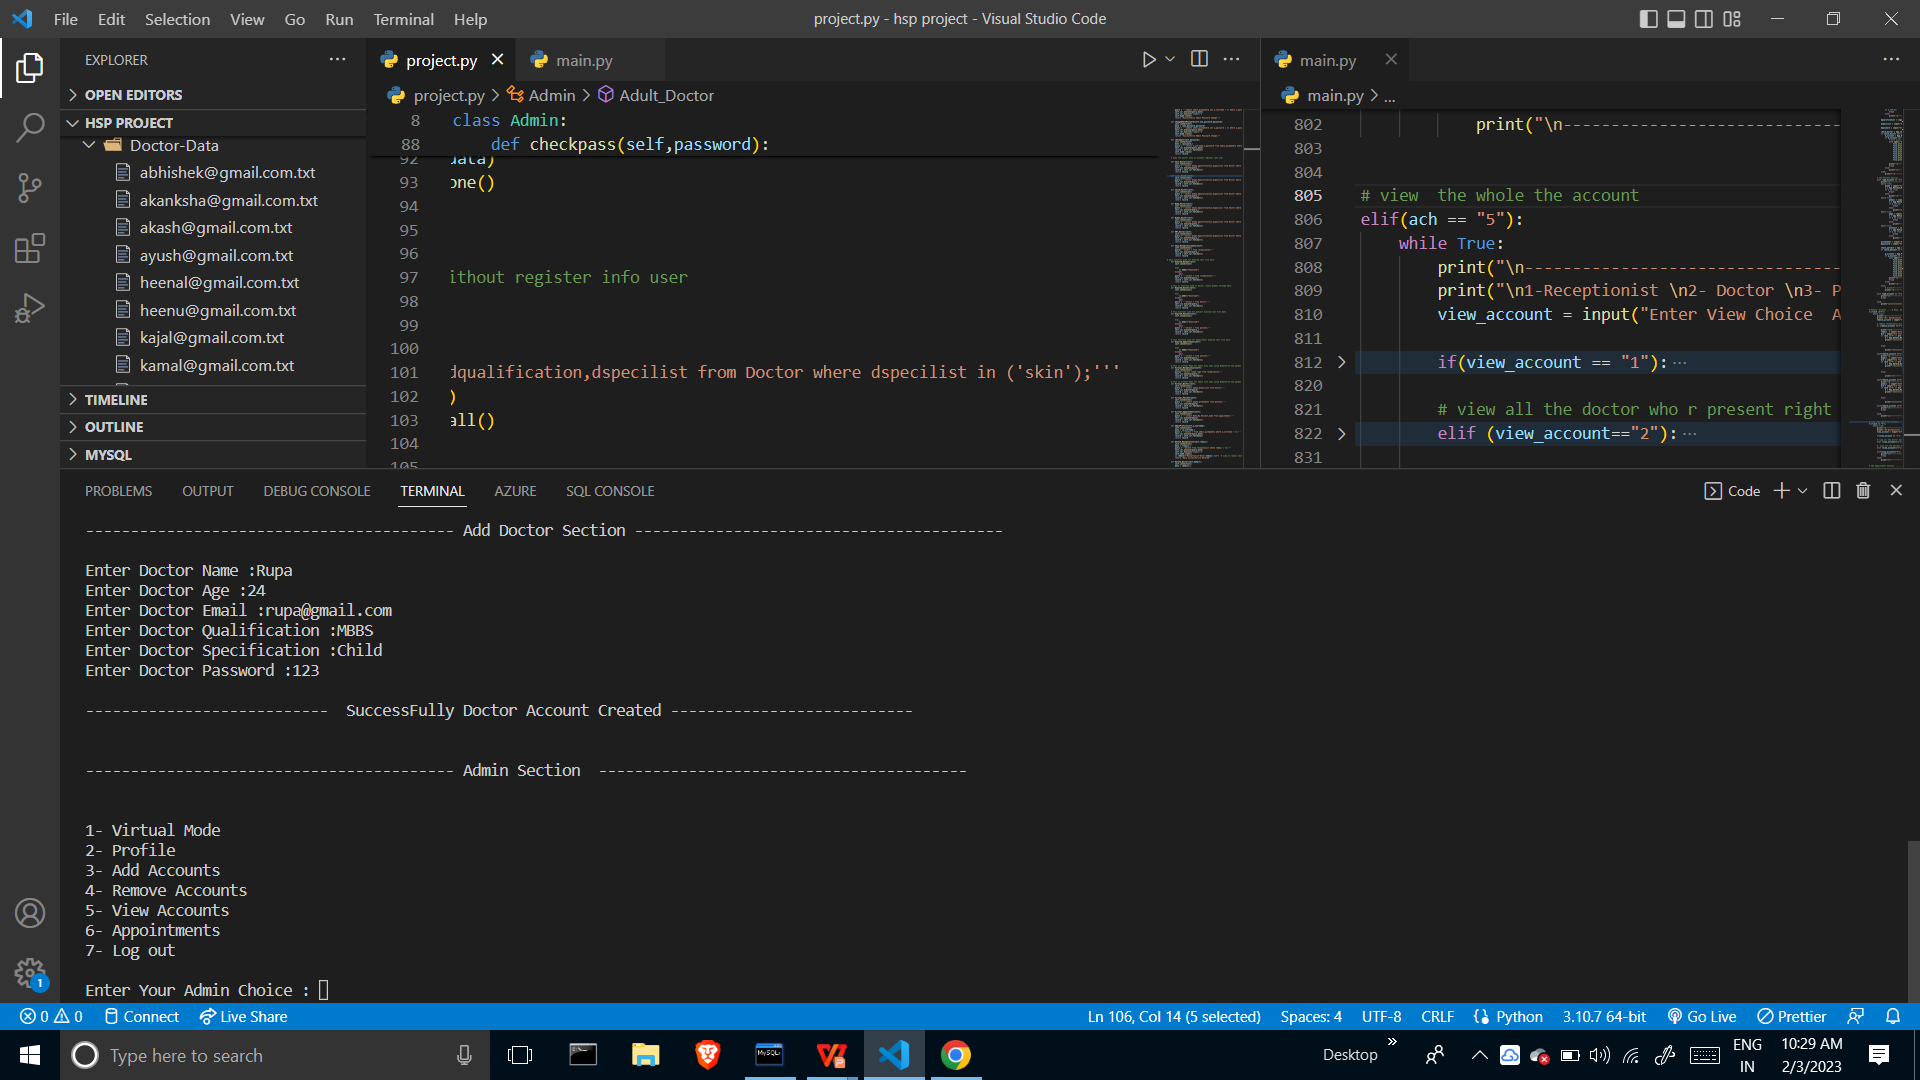 File Edit Selection View Go Run Terminal Help
project.py - hsp project - Visual Studio Code
EXPLORER
OPEN EDITORS
HSP PROJECT
Doctor-Data
abhishek@gmail.com.txt
akanksha@gmail.com.txt
akash@gmail.com.txt
ayush@gmail.com.txt
heenal@gmail.com.txt
heenu@gmail.com.txt
kajal@gmail.com.txt
kamal@gmail.com.txt
TIMELINE
OUTLINE
MYSQL
project.py main.py
project.py > Admin > Adult_Doctor
8 class Admin:
88 def checkpass(self,password):
92 data)
93 one()
94
95
96
97 ithout register info user
98
99
100
101 dqualification,dspecilist from Doctor where dspecilist in ('skin');'''
102 )
103 all()
104
105
main.py
main.py > ...
802 print("\n-----------------------------------
803
804
805 # view  the whole the account
806 elif(ach == "5"):
807 while True:
808 print("\n-----------------------------------
809 print("\n1-Receptionist \n2- Doctor \n3- P
810 view_account = input("Enter View Choice  A
811
812 if(view_account == "1"):···
820
821 # view all the doctor who r present right
822 elif (view_account=="2"):···
831
PROBLEMS OUTPUT DEBUG CONSOLE TERMINAL AZURE SQL CONSOLE
Code
----------------------------------------- Add Doctor Section -----------------------------------------
Enter Doctor Name :Rupa
Enter Doctor Age :24
Enter Doctor Email :rupa@gmail.com
Enter Doctor Qualification :MBBS
Enter Doctor Specification :Child
Enter Doctor Password :123
---------------------------  SuccessFully Doctor Account Created ---------------------------
----------------------------------------- Admin Section  -----------------------------------------
1- Virtual Mode
2- Profile
3- Add Accounts
4- Remove Accounts
5- View Accounts
6- Appointments
7- Log out
Enter Your Admin Choice :
1
0 0 Connect Live Share
Ln 106, Col 14 (5 selected) Spaces: 4 UTF-8 CRLF Python 3.10.7 64-bit Go Live Prettier
Type here to search
Desktop
ENG
IN
10:29 AM
2/3/2023